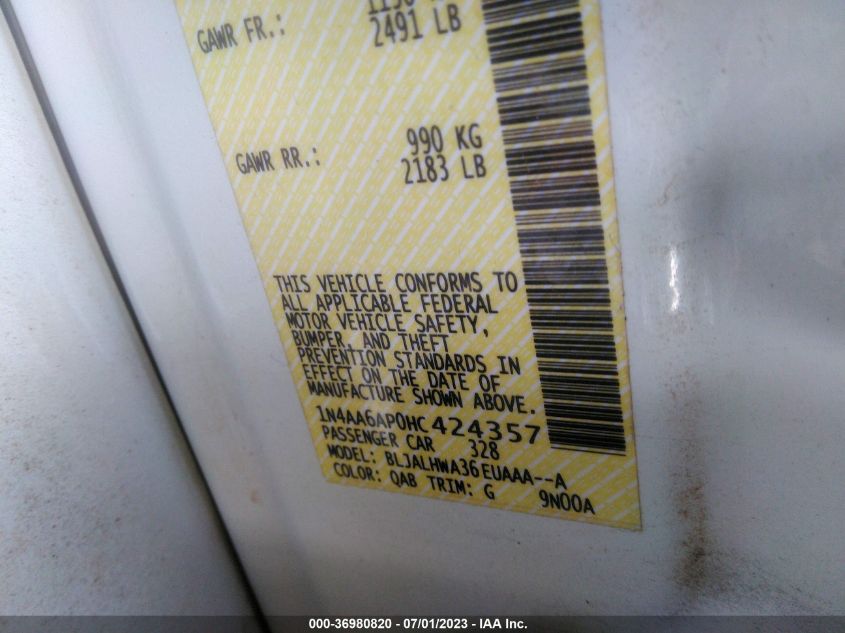 GAWR FR.:
2491 LB
990 KG
GAWR RR.:
2183 LB
THIS VEHICLE CONFORMS TO
ALL APPLICABLE FEDERAL
MOTOR VEHICLE SAFETY,
BUMPER, AND THEFT
PREVENTION STANDARDS IN
EFFECT ON THE DATE OF
MANUFACTURE SHOWN ABOVE.
1N4AA6AP0HC424357
PASSENGER CAR 328
MODEL: BLJALHWA36EUAAA--A
COLOR: QAB TRIM: G 9N00A
000-36980820 - 07/01/2023 - IAA Inc.